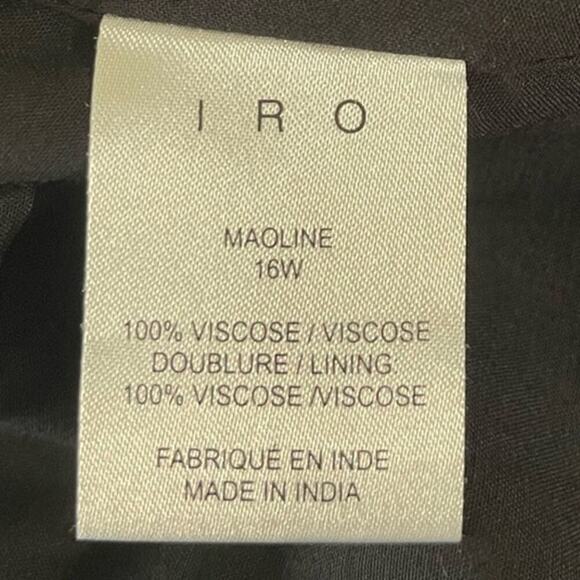 I R O
MAOLINE
16W
100% VISCOSE / VISCOSE
DOUBLURE / LINING
100% VISCOSE /VISCOSE
FABRIQUÉ EN INDE
MADE IN INDIA